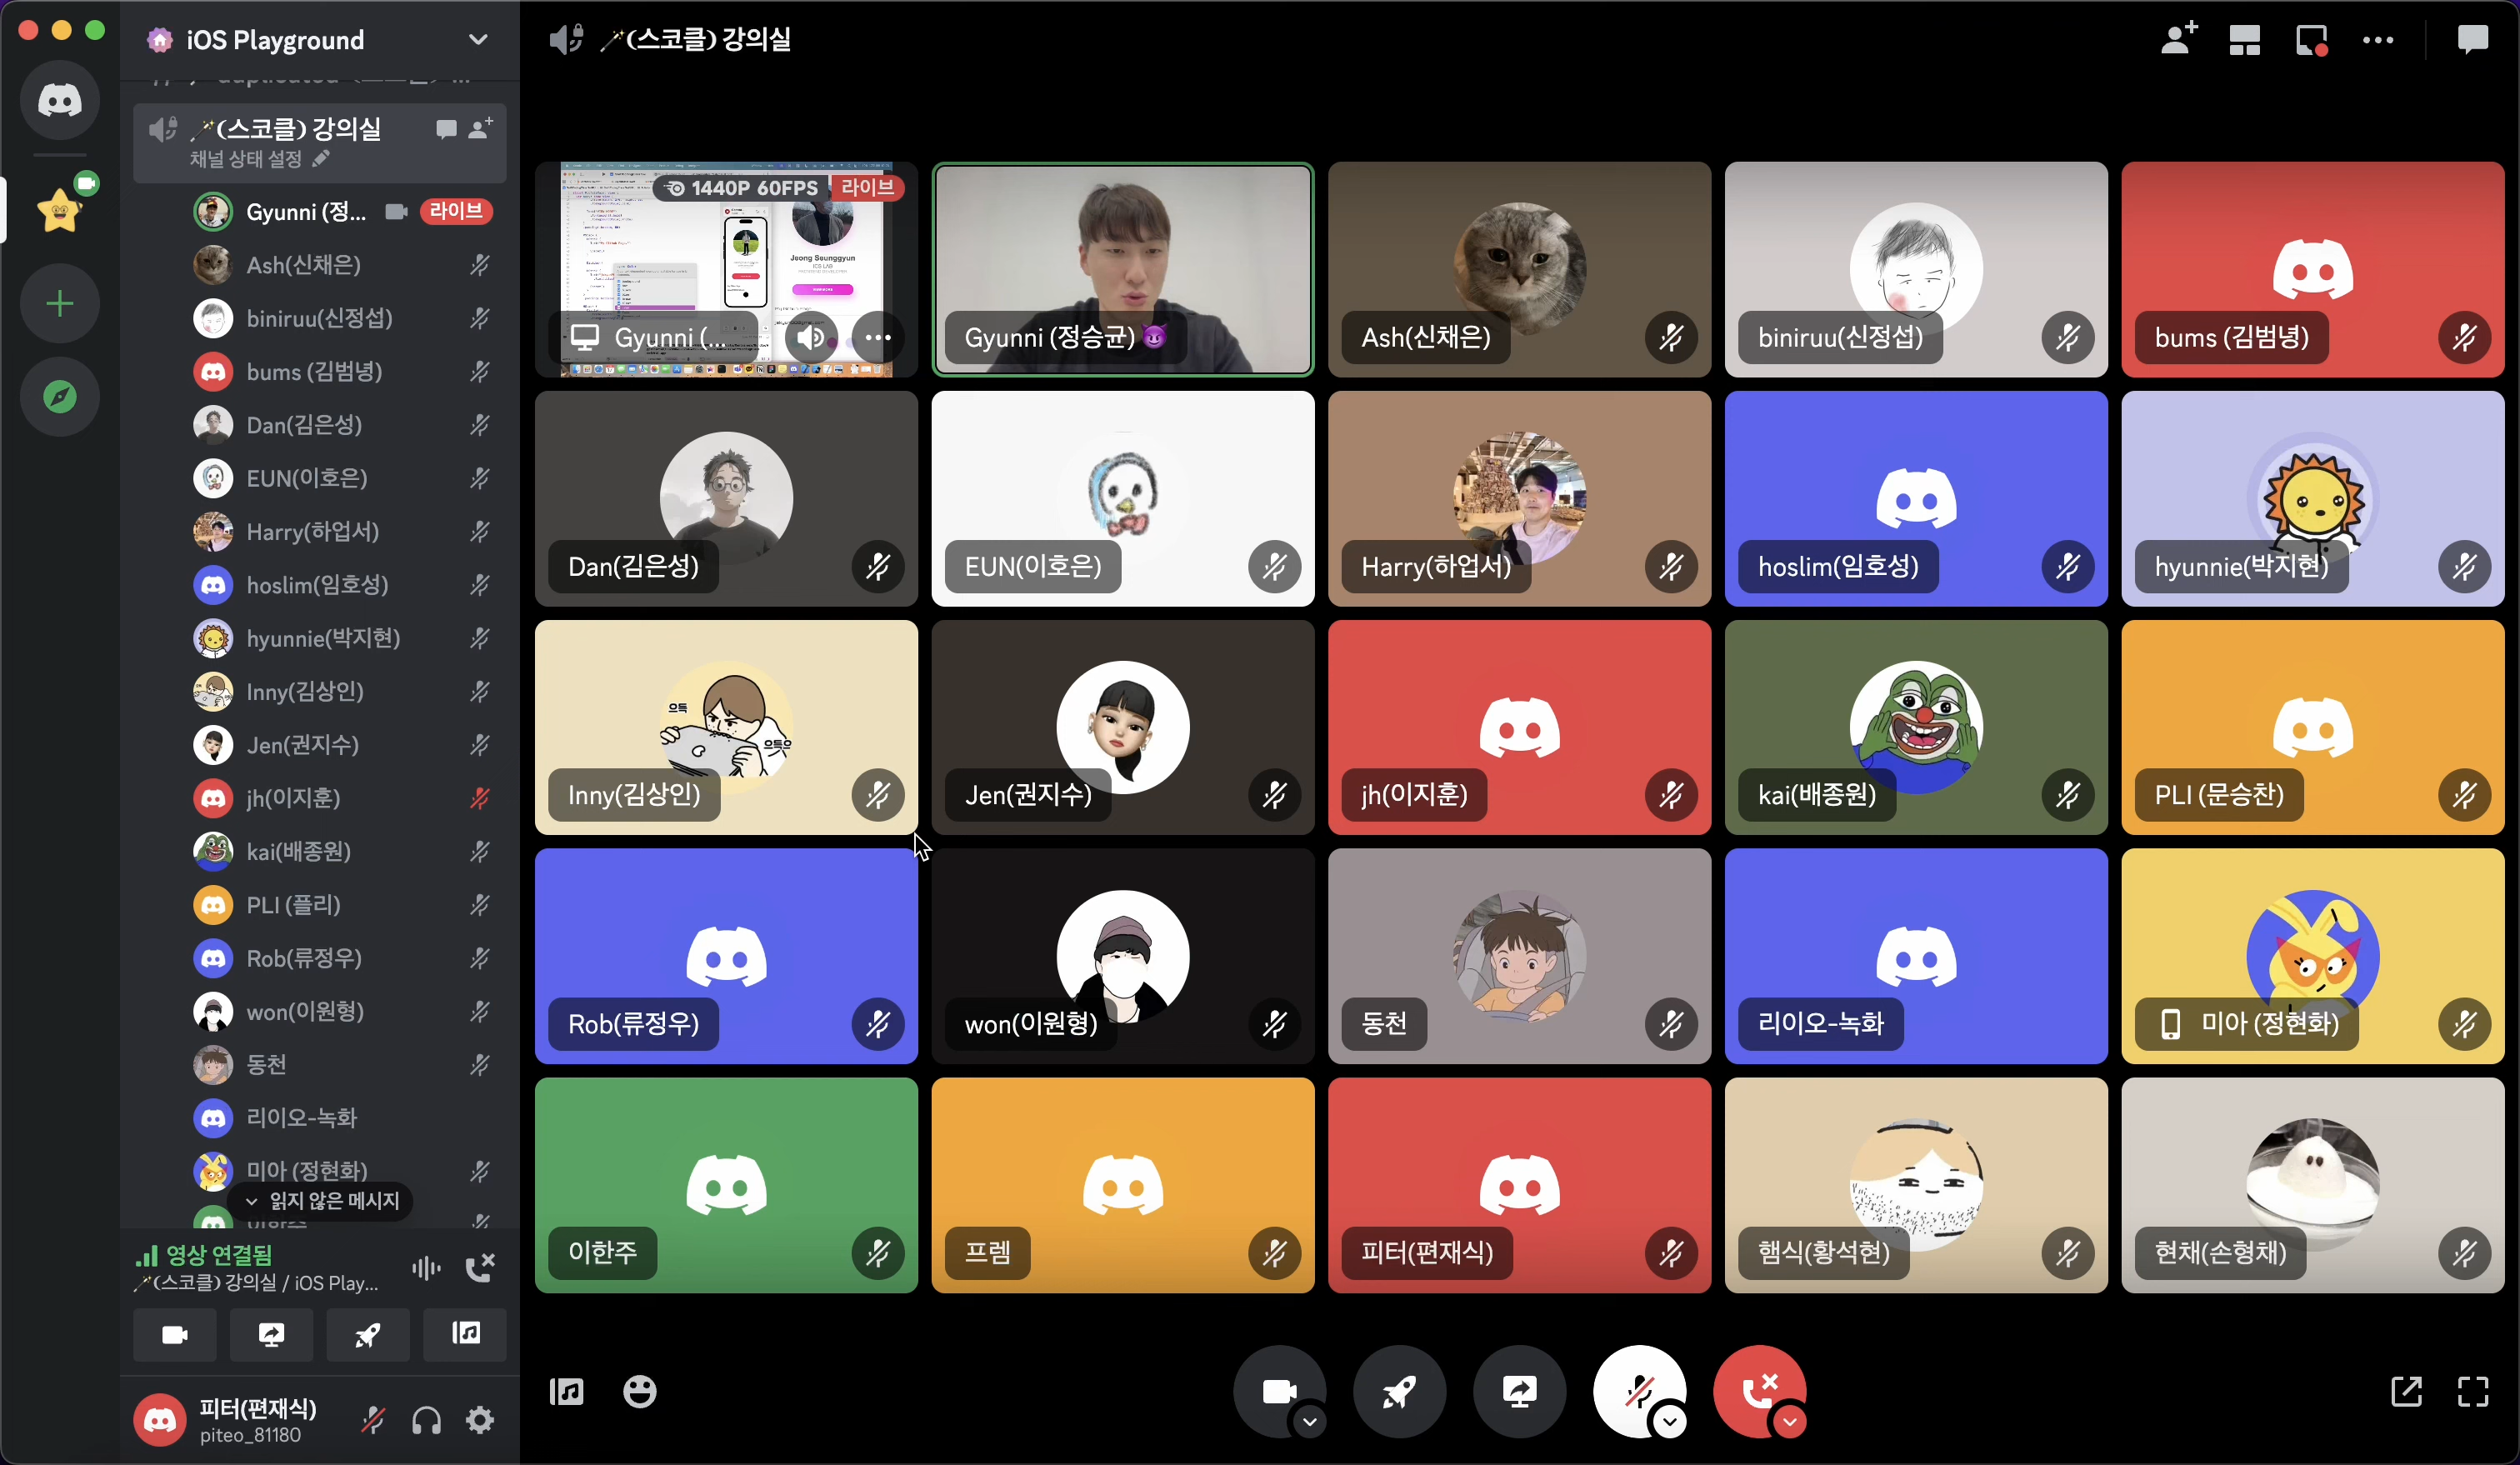 iOS Playground
🪄(스코클) 강의실
채널 상태 설정
Gyunni (정...
라이브
Ash(신채은)
biniruu(신정섭)
bums (김범녕)
Dan(김은성)
EUN(이호은)
Harry(하업서)
hoslim(임호성)
hyunnie(박지현)
Inny(김상인)
Jen(권지수)
jh(이지훈)
kai(배종원)
PLI (플리)
Rob(류정우)
won(이원형)
동천
리이오-녹화
미아 (정현화)
읽지 않은 메시지
영상 연결됨
🪄(스코클) 강의실 / iOS Play...
피터(편재식)
piteo_81180
🪄(스코클) 강의실
1440P 60FPS 라이브
Jeong Seunggyun
iOS LAB
Gyunni (...
Gyunni (정승균)😈
Ash(신채은)
biniruu(신정섭)
bums (김범녕)
Dan(김은성)
EUN(이호은)
Harry(하업서)
hoslim(임호성)
hyunnie(박지현)
으득
으득으
Inny(김상인)
Jen(권지수)
jh(이지훈)
kai(배종원)
PLI (문승찬)
Rob(류정우)
won(이원형)
동천
리이오-녹화
미아 (정현화)
이한주
프렘
피터(편재식)
햄식(황석현)
현채(손형채)